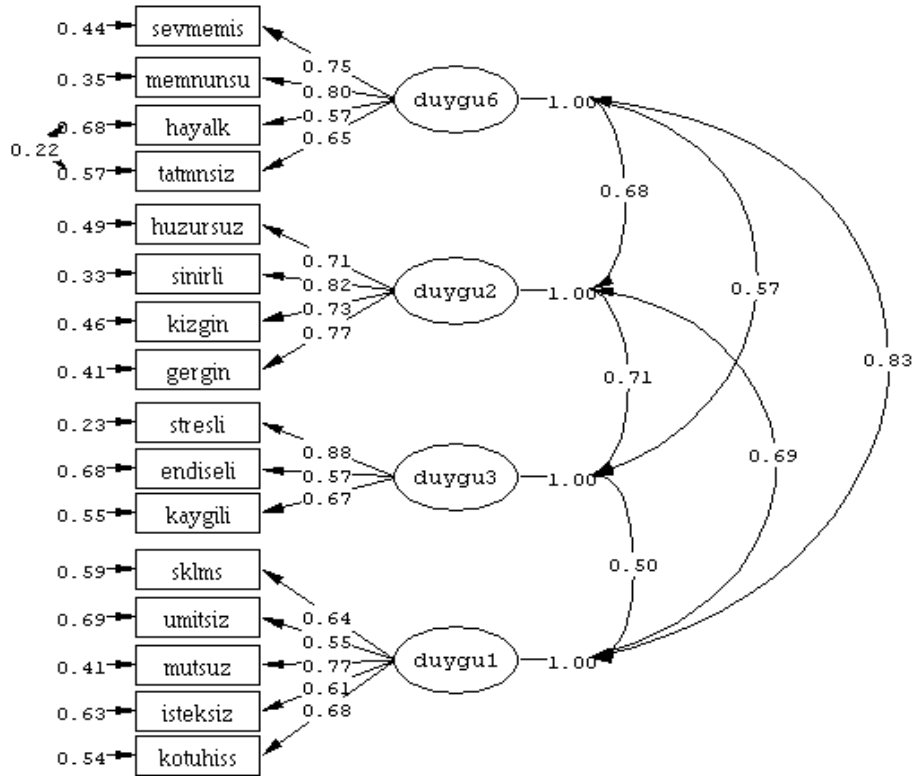 0.44 sevmemis
0.75
0.35 memnunsu
0.80
duygu6 1.00
0.57
0.68 hayalk
0.65
0.22
0.57 tatmnsiz
0.68
0.49 huzursuz
0.71
0.33 sinirli
0.82
duygu2 1.00
0.57
0.73
0.46 kizgin
0.77
0.83
0.41 gergin
0.71
0.23 stresli
0.88
0.69
0.68 endiseli
0.57
duygu3 1.00
0.67
0.55 kaygili
0.50
0.59 sklms
0.64
0.69 umitsiz
0.55
0.41 mutsuz
0.77
duygu1 1.00
0.61
0.63 isteksiz
0.68
0.54 kotuhiss